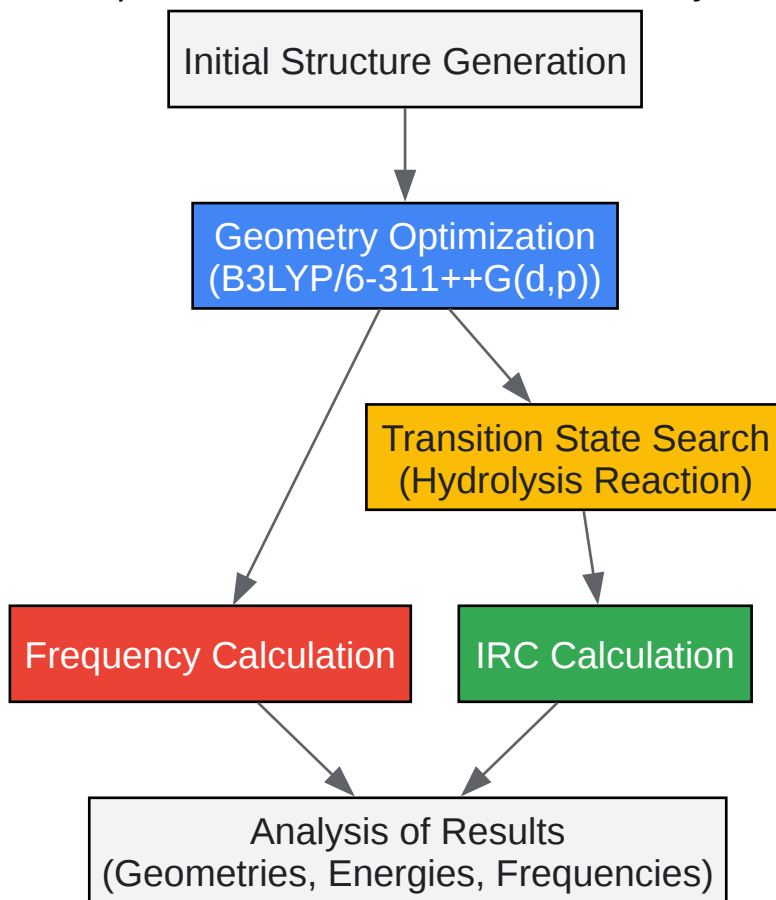 Initial Structure Generation
Geometry Optimization
(B3LYP/6-311++G(d,p))
Transition State Search
(Hydrolysis Reaction)
Frequency Calculation
IRC Calculation
Analysis of Results
(Geometries, Energies, Frequencies)